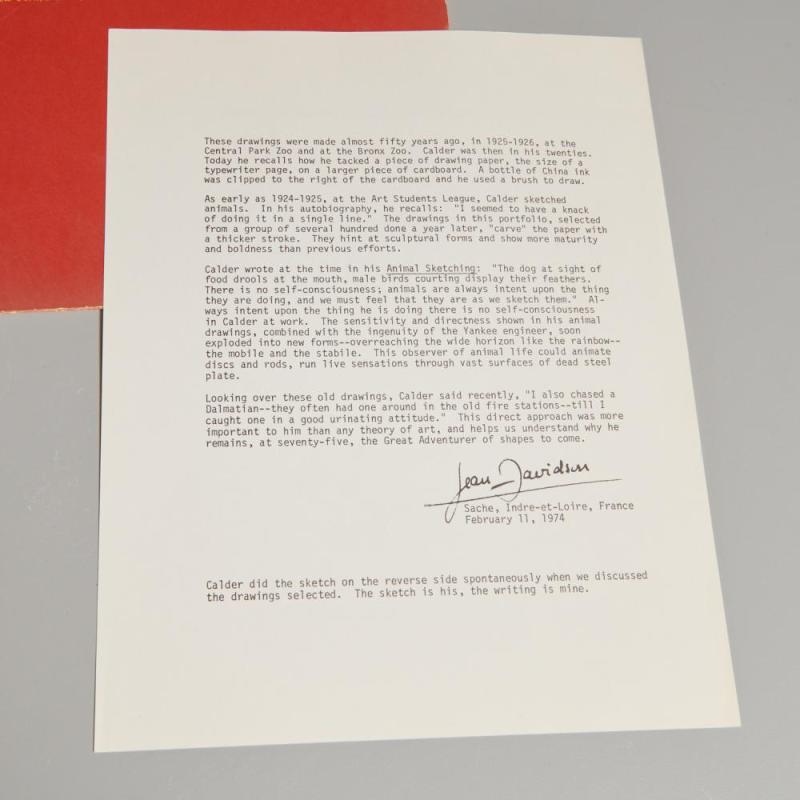 These drawings were made almost fifty years ago, in 1925-1926, at the
Central Park Zoo and at the Bronx Zoo.  Calder was then in his twenties.
Today he recalls how he tacked a piece of drawing paper, the size of a
typewriter page, on a larger piece of cardboard.  A bottle of China ink
was clipped to the right of the cardboard and he used a brush to draw.
As early as 1924-1925, at the Art Students League, Calder sketched
animals.  In his autobiography, he recalls:  "I seemed to have a knack
of doing it in a single line."  The drawings in this portfolio, selected
from a group of several hundred done a year later, "carve" the paper with
a thicker stroke.  They hint at sculptural forms and show more maturity
and boldness than previous efforts.
Calder wrote at the time in his Animal Sketching:  "The dog at sight of
food drools at the mouth, male birds courting display their feathers.
There is no self-consciousness; animals are always intent upon the thing
they are doing, and we must feel that they are as we sketch them."  Al-
ways intent upon the thing he is doing there is no self-consciousness
in Calder at work.  The sensitivity and directness shown in his animal
drawings, combined with the ingenuity of the Yankee engineer, soon
exploded into new forms--overreaching the wide horizon like the rainbow--
the mobile and the stabile.  This observer of animal life could animate
discs and rods, run live sensations through vast surfaces of dead steel
plate.
Looking over these old drawings, Calder said recently, "I also chased a
Dalmatian--they often had one around in the old fire stations--till I
caught one in a good urinating attitude."  This direct approach was more
important to him than any theory of art, and helps us understand why he
remains, at seventy-five, the Great Adventurer of shapes to come.
Jean Davidson
Sache, Indre-et-Loire, France
February 11, 1974
Calder did the sketch on the reverse side spontaneously when we discussed
the drawings selected.  The sketch is his, the writing is mine.